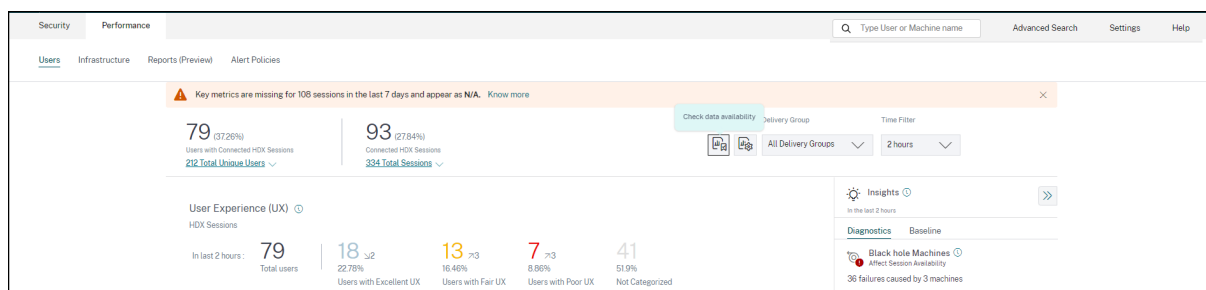 Security Performance Type User or Machine name Advanced Search Settings Help
Users Infrastructure Reports (Preview) Alert Policies
Key metrics are missing for 108 sessions in the last 7 days and appear as N/A. Know more
Check data availability Delivery Group Time Filter
79 (37.26%) 93 (27.84%)
Users with Connected HDX Sessions Connected HDX Sessions
All Delivery Groups 2 hours
212 Total Unique Users 334 Total Sessions
User Experience (UX)
HDX Sessions
In last 2 hours : 79 18 2 13 3 7 3 41
Total users 22.78% 16.46% 8.86% 51.9%
Users with Excellent UX Users with Fair UX Users with Poor UX Not Categorized
Insights
In the last 2 hours
Diagnostics Baseline
Black hole Machines
Affect Session Availability
36 failures caused by 3 machines